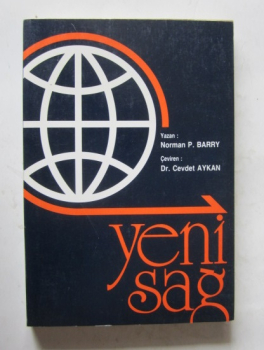 Yazan :
Norman P. BARRY
Çeviren :
Dr. Cevdet AYKAN
yeni
sağ